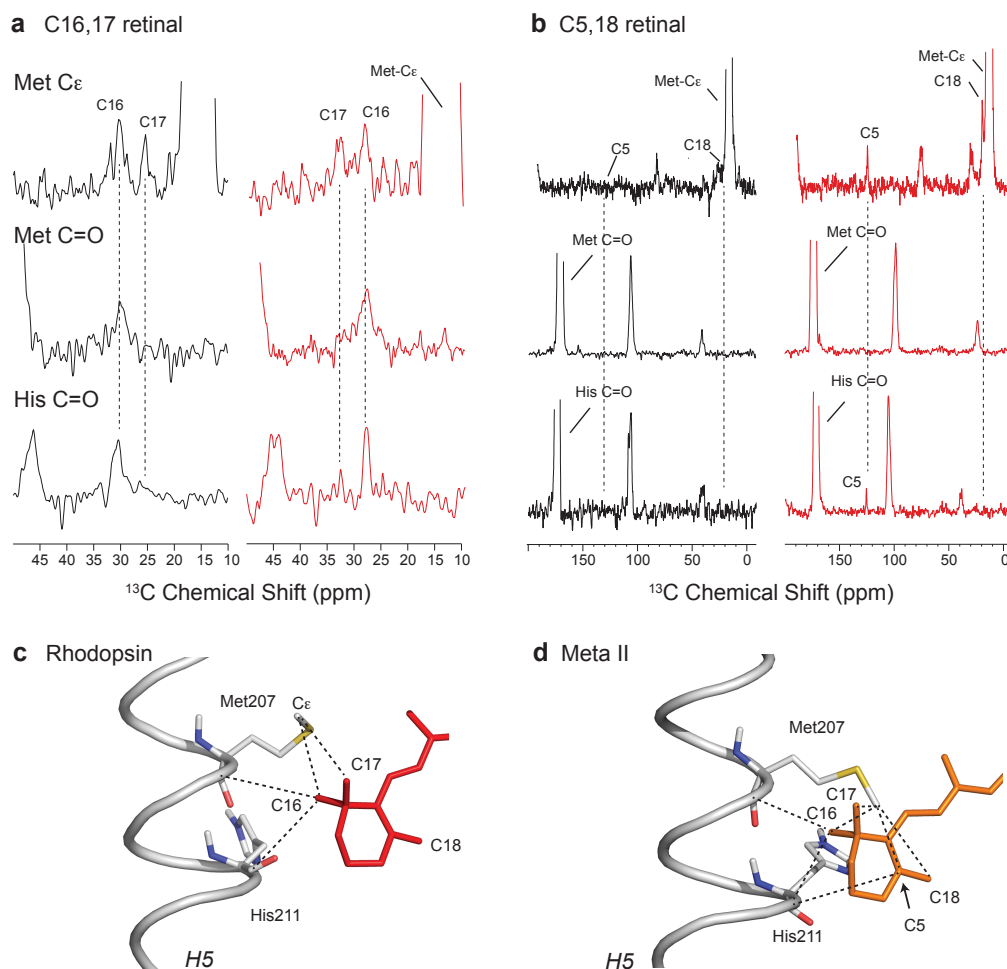 a C16,17 retinal
Met Cε
C16
C17
Met-Cε
C17
C16
Met C=O
His C=O
45 40 35 30 25 20 15 10
45 40 35 30 25 20 15 10
¹³C Chemical Shift (ppm)
b C5,18 retinal
Met-Cε
C5
C18
Met-Cε
C18
C5
Met C=O
Met C=O
His C=O
His C=O
C5
150 100 50 0
150 100 50 0
¹³C Chemical Shift (ppm)
c Rhodopsin
Met207
Cε
C17
C16
C18
His211
H5
d Meta II
Met207
C17
C16
C18
C5
His211
H5